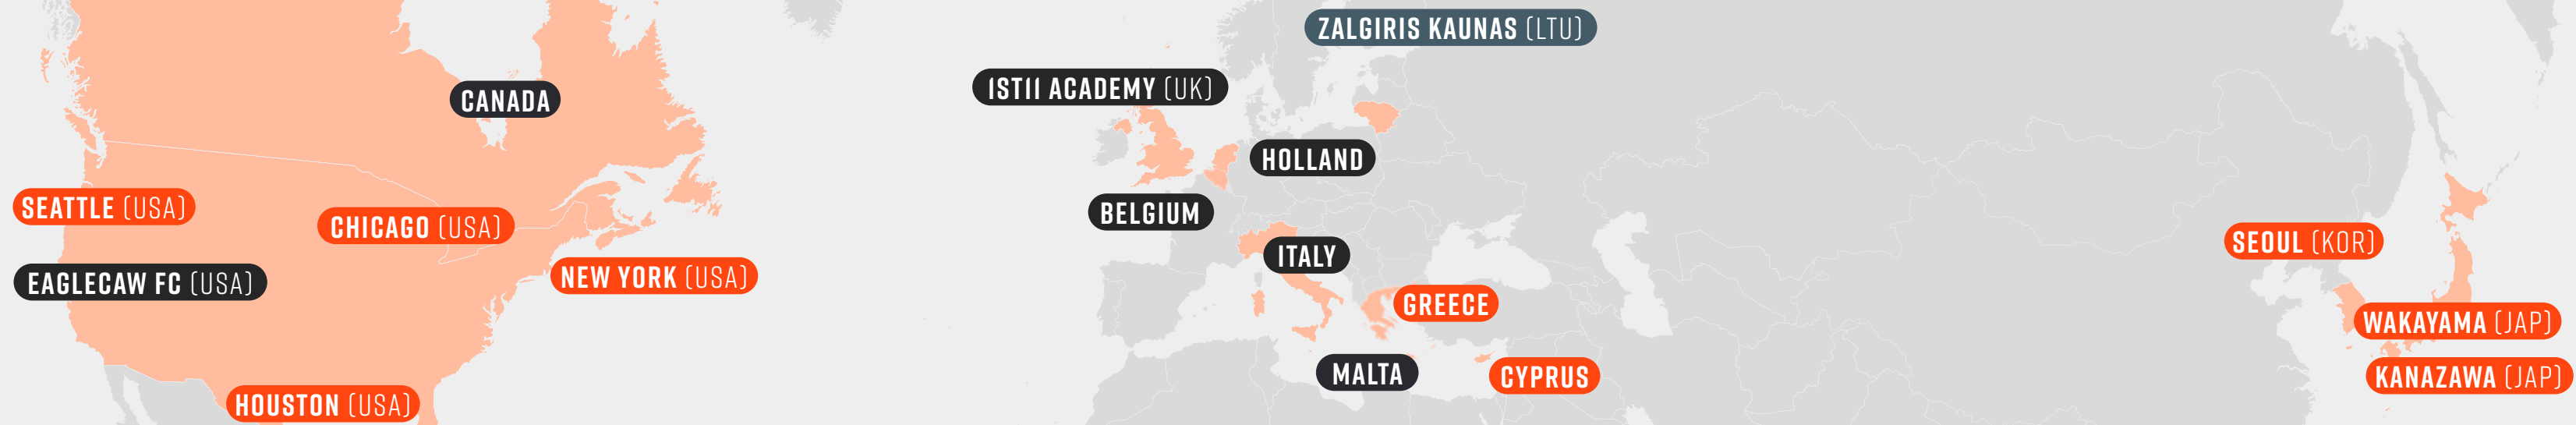 CANADA
SEATTLE (USA)
CHICAGO (USA)
EAGLECAW FC (USA)
NEW YORK (USA)
HOUSTON (USA)
ZALGIRIS KAUNAS (LTU)
1ST11 ACADEMY (UK)
HOLLAND
BELGIUM
ITALY
GREECE
MALTA
CYPRUS
SEOUL (KOR)
WAKAYAMA (JAP)
KANAZAWA (JAP)